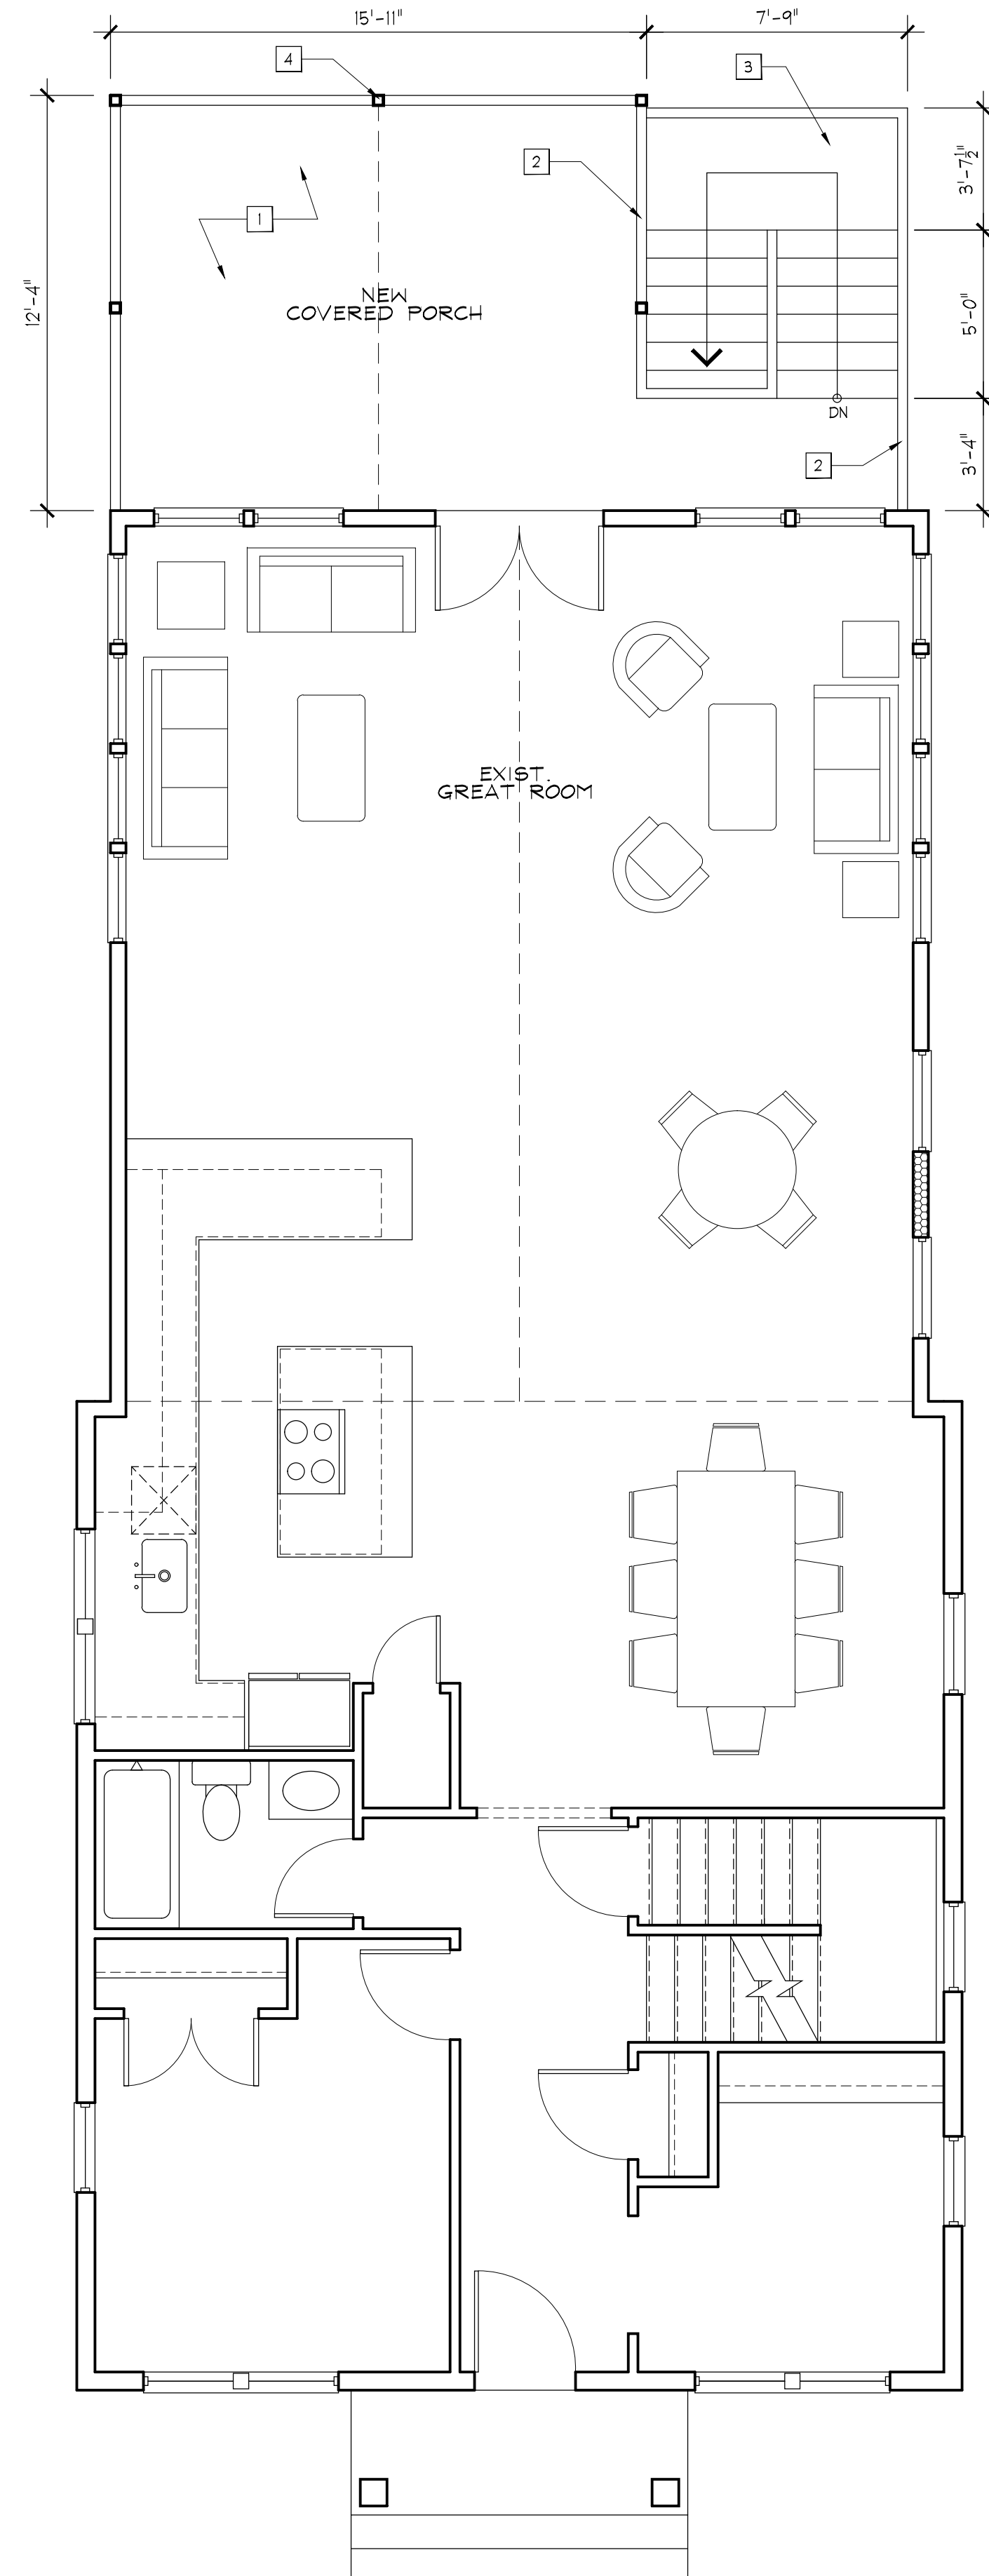 15'-11"
7'-9"
4
3
2
3'-7½"
1
12'-4"
NEW
COVERED PORCH
5'-0"
DN
2
3'-4"
EXIST.
GREAT ROOM